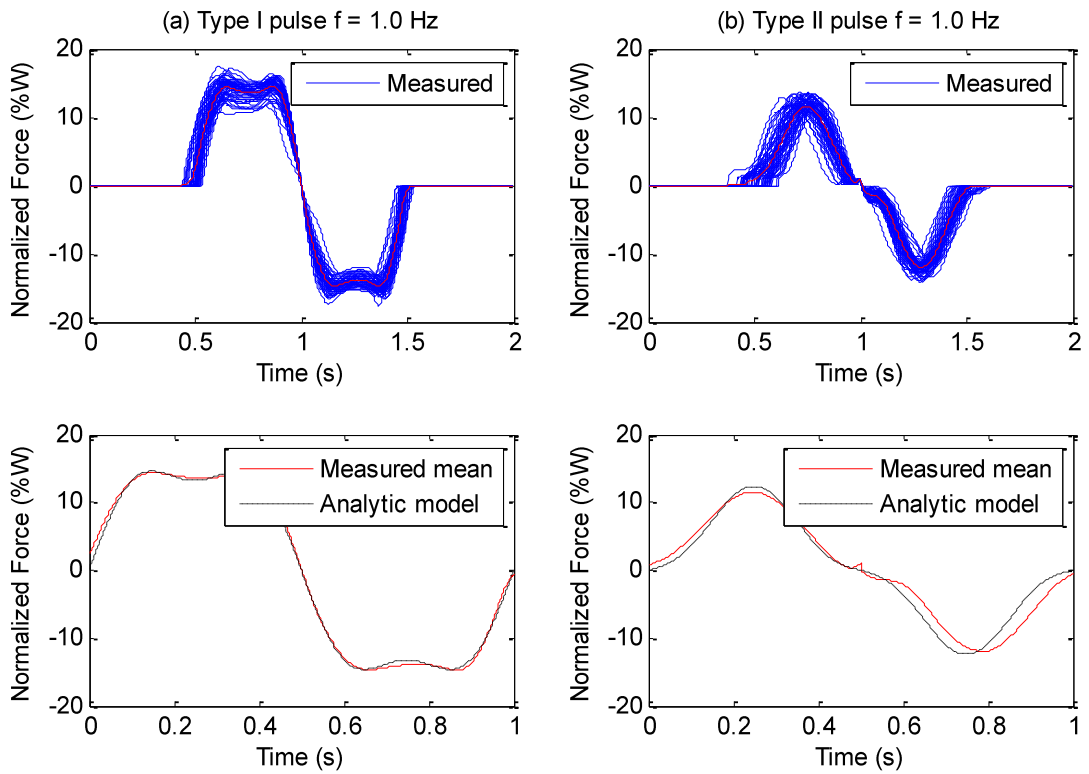 (a) Type I pulse f = 1.0 Hz
Normalized Force (%W)
20
10
0
-10
-20
Measured
0
0.5
1
1.5
2
Time (s)
(b) Type II pulse f = 1.0 Hz
Normalized Force (%W)
20
10
0
-10
-20
Measured
0
0.5
1
1.5
2
Time (s)
Normalized Force (%W)
20
10
0
-10
-20
Measured mean
Analytic model
0
0.2
0.4
0.6
0.8
1
Time (s)
Normalized Force (%W)
20
10
0
-10
-20
Measured mean
Analytic model
0
0.2
0.4
0.6
0.8
1
Time (s)